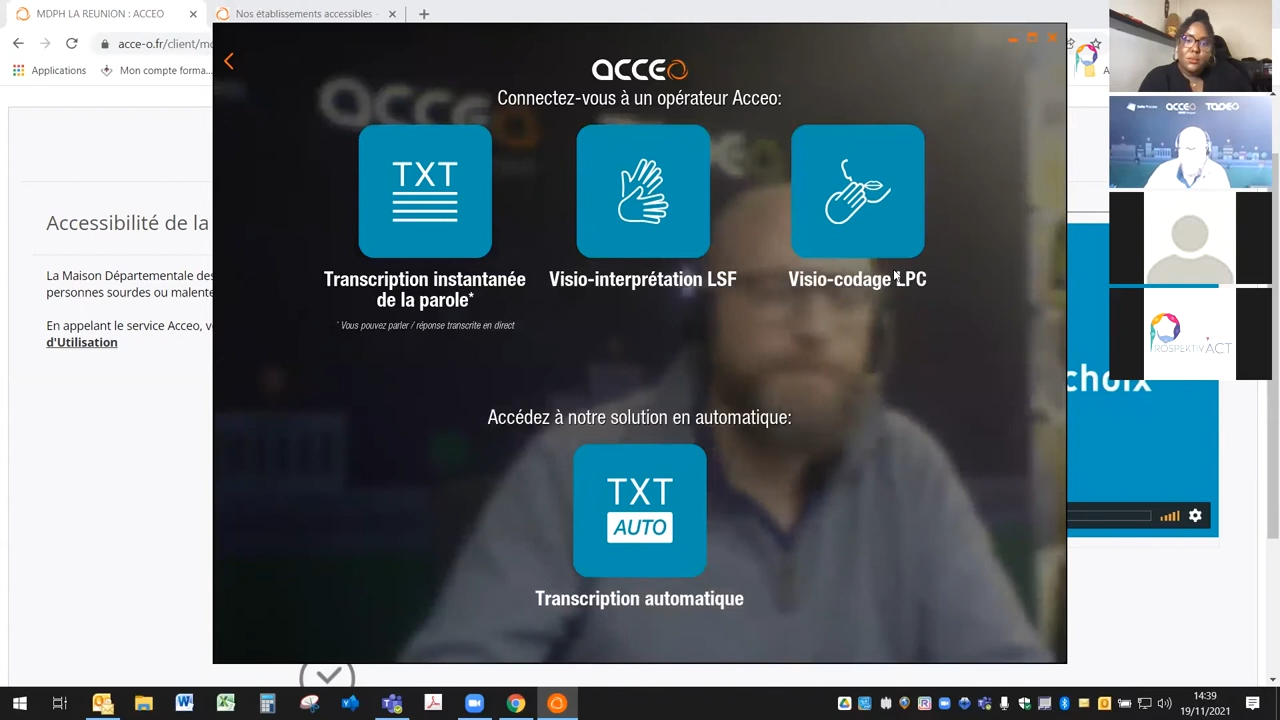 MDPH LA REUNION : ACCEO
Nos établissements accessibles -
acce-o.fr/client/
Applications
Mon compte forma...
acceo
Connectez-vous à un opérateur Acceo:
TXT
Transcription instantanée
de la parole*
* Vous pouvez parler / réponse transcrite en direct
Visio-interprétation LSF
Visio-codage LPC
Accédez à notre solution en automatique:
TXT
AUTO
Transcription automatique
Accessibilité de la
La Maison Départementale des
personnes sourdes ou malente
En appelant le service Acceo, v
d'Utilisation
choix
acceo
TADEO
ROSPEKTIV'ACT
14:39
19/11/2021